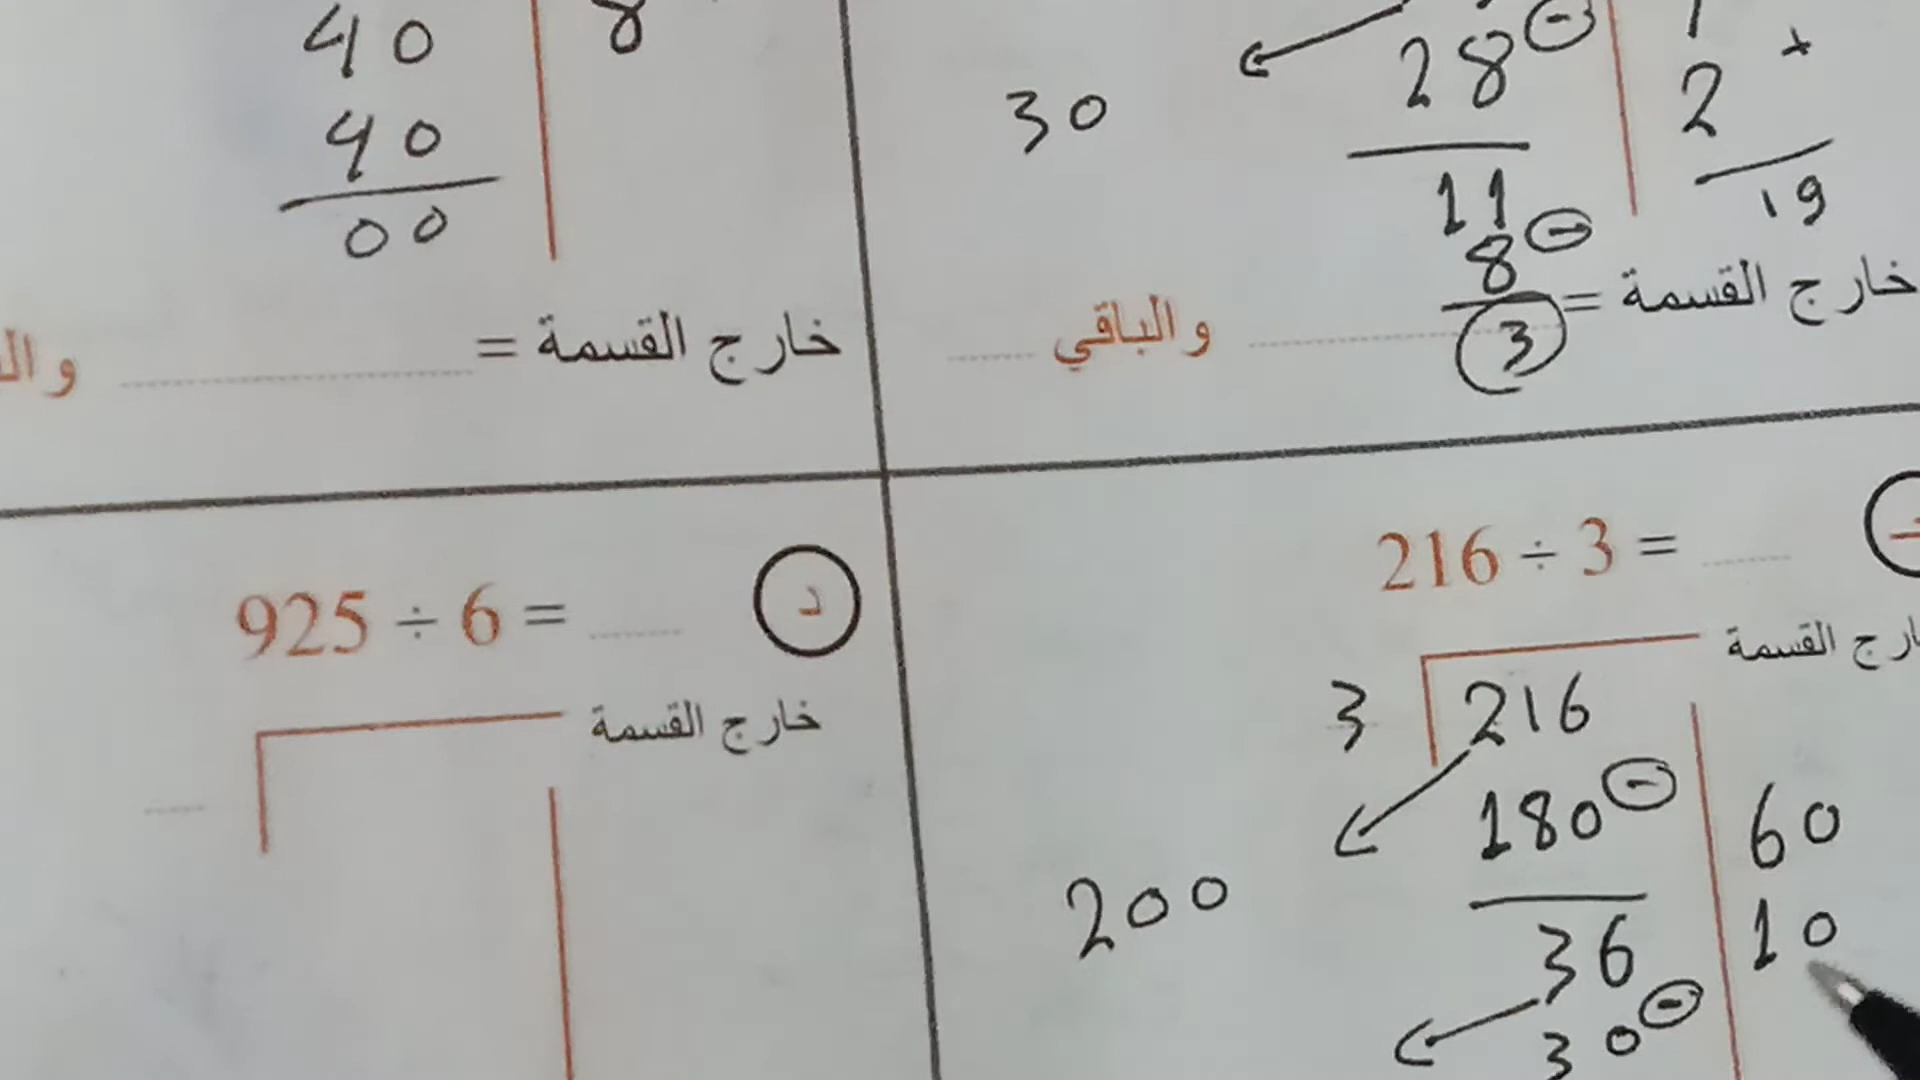 28 -
1
2 +
30
11
19
8 -
خارج القسمة = ............ والباقي ......
3
40
8
40
00
خارج القسمة = ............
216 ÷ 3 = ......
القسمة
3
216
180 -
60
200
36
10
30 -
د
925 ÷ 6 = ......
خارج القسمة